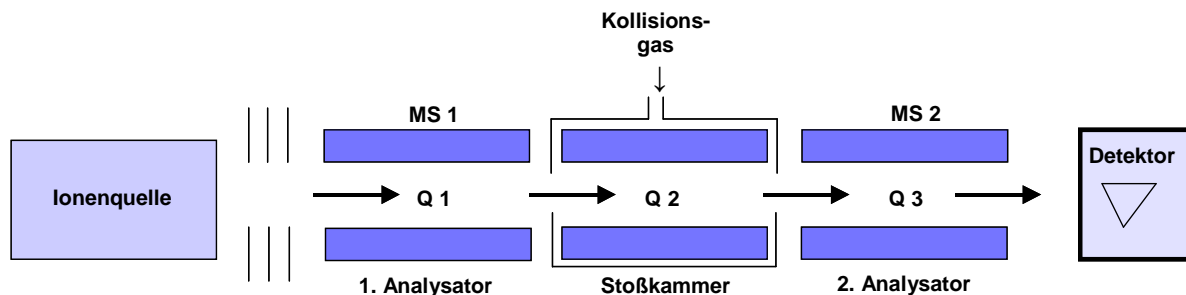 Kollisions-
gas
MS 1
MS 2
Ionenquelle
Q 1
Q 2
Q 3
Detektor
1. Analysator
Stoßkammer
2. Analysator